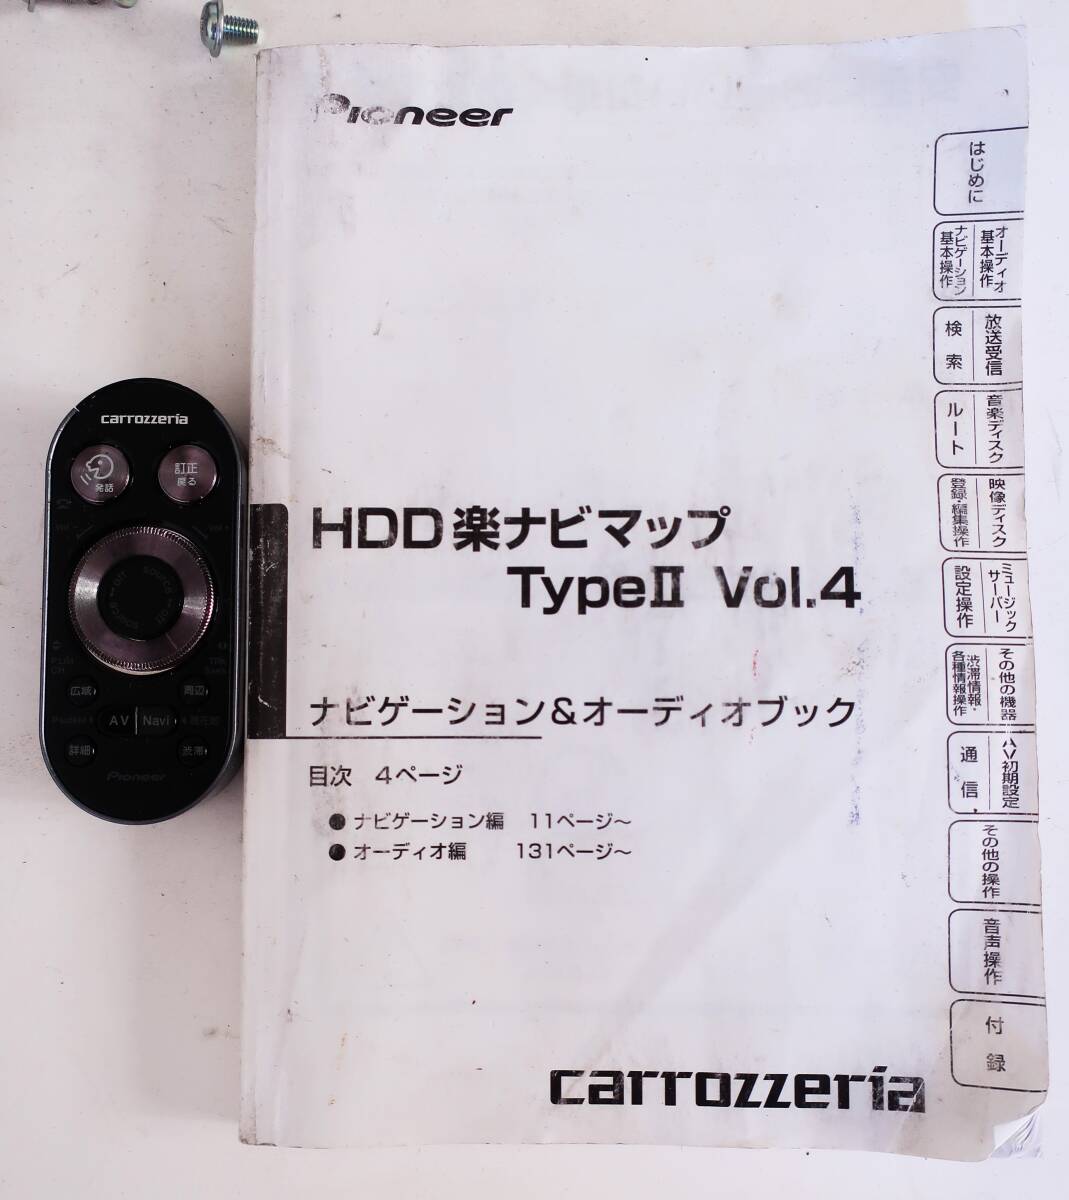 Pioneer
HDD 楽ナビマップ
TypeⅡ Vol.4
ナビゲーション&オーディオブック
目次 4ページ
● ナビゲーション編 11ページ～
● オーディオ編 131ページ～
carrozzeria
はじめに
オーディオ基本操作
ナビゲーション基本操作
放送受信
検索
音楽ディスク
ルート
映像ディスク
登録・編集操作
ミュージックサーバー
設定操作
その他の機器
渋滞情報・各種情報操作
AV初期設定
通信
その他の操作
音声操作
付録
carrozzeria
発話
訂正
戻る
SOURCE
OFF
広域
周辺
AV
Navi
現在地
詳細
渋滞
Pioneer